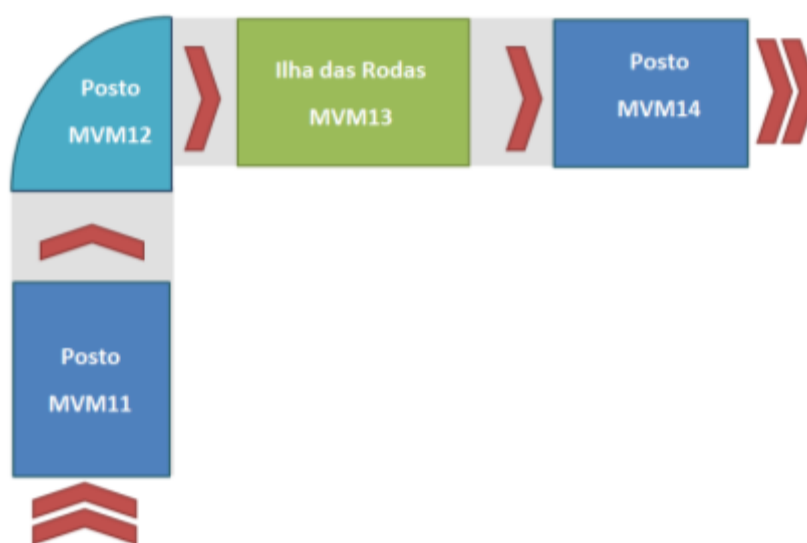 Posto
MVM12
Ilha das Rodas
MVM13
Posto
MVM14
Posto
MVM11